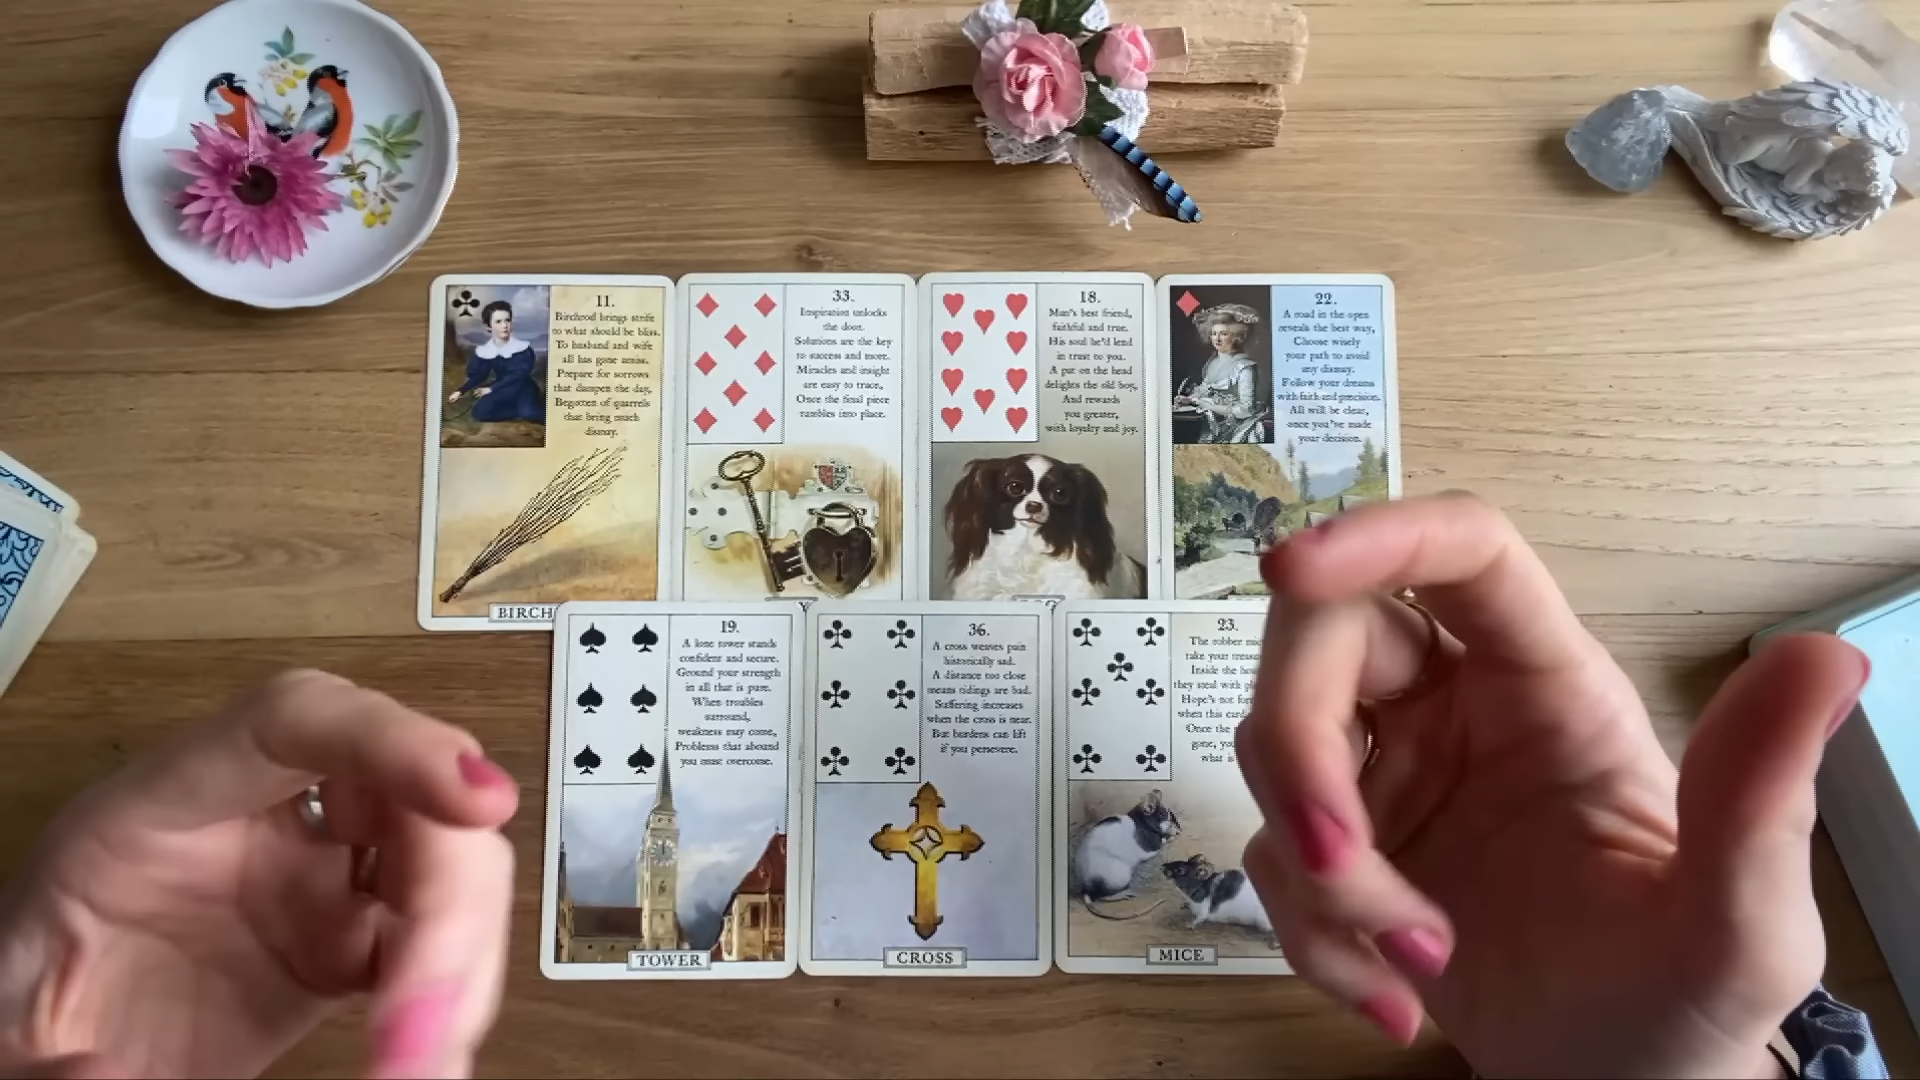 11.
Birchrod brings strife
to what should be bliss.
To husband and wife
all has gone amiss.
Prepare for sorrows
that dampen the day,
Begotten of quarrels
that bring much
dismay.
BIRCH
33.
Inspiration unlocks
the door.
Solutions are the key
to success and more.
Miracles and insight
are easy to trace,
Once the final piece
tumbles into place.
18.
Man's best friend,
faithful and true.
His soul he'd lend
in trust to you.
A pat on the head
delights the old boy,
And rewards
you greater,
with loyalty and joy.
22.
A road in the open
reveals the best way,
Choose wisely
your path to avoid
any dismay.
Follow your dreams
with faith and precision.
All will be clear,
once you've made
your decision.
19.
A lone tower stands
confident and secure.
Ground your strength
in all that is pure.
When troubles
surround,
weakness may come,
Problems that abound
you must overcome.
TOWER
36.
A cross weaves pain
historically sad.
A distance too close
means tidings are bad.
Suffering increases
when the cross is near.
But burdens can lift
if you persevere.
CROSS
23.
The robber
take your
Inside the
they steal with
Hope's not
when this
Once the
gone,
what is
MICE